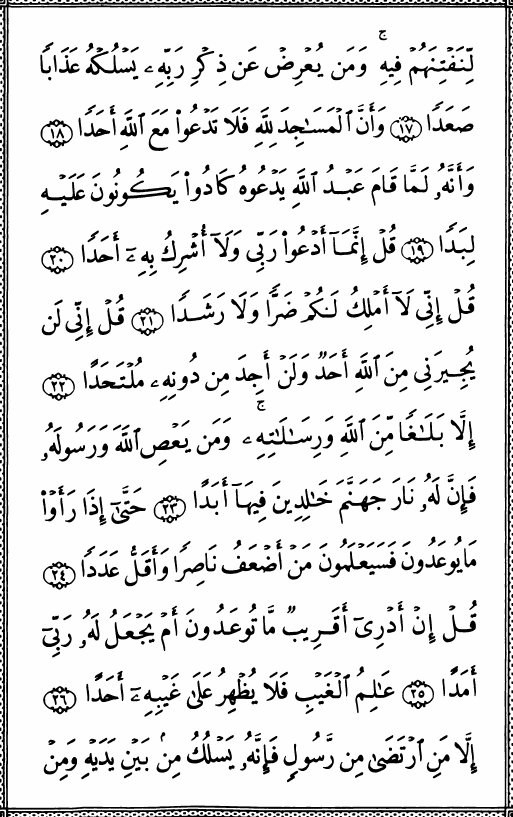 لِّنَفْتِنَهُمْ فِيهِ ۚ وَمَن يُعْرِضْ عَن ذِكْرِ رَبِّهِۦ يَسْلُكْهُ عَذَابًا
صَعَدًا ١٧ وَأَنَّ ٱلْمَسَٰجِدَ لِلَّهِ فَلَا تَدْعُوا۟ مَعَ ٱللَّهِ أَحَدًا ١٨
وَأَنَّهُۥ لَمَّا قَامَ عَبْدُ ٱللَّهِ يَدْعُوهُ كَادُوا۟ يَكُونُونَ عَلَيْهِ
لِبَدًا ١٩ قُلْ إِنَّمَآ أَدْعُوا۟ رَبِّى وَلَآ أُشْرِكُ بِهِۦٓ أَحَدًا ٢٠
قُلْ إِنِّى لَآ أَمْلِكُ لَكُمْ ضَرًّا وَلَا رَشَدًا ٢١ قُلْ إِنِّى لَن
يُجِيرَنِى مِنَ ٱللَّهِ أَحَدٌ وَلَنْ أَجِدَ مِن دُونِهِۦ مُلْتَحَدًا ٢٢
إِلَّا بَلَٰغًا مِّنَ ٱللَّهِ وَرِسَٰلَٰتِهِۦ ۚ وَمَن يَعْصِ ٱللَّهَ وَرَسُولَهُۥ
فَإِنَّ لَهُۥ نَارَ جَهَنَّمَ خَٰلِدِينَ فِيهَآ أَبَدًا ٢٣ حَتَّىٰٓ إِذَا رَأَوْا۟
مَا يُوعَدُونَ فَسَيَعْلَمُونَ مَنْ أَضْعَفُ نَاصِرًا وَأَقَلُّ عَدَدًا ٢٤
قُلْ إِنْ أَدْرِىٓ أَقَرِيبٌ مَّا تُوعَدُونَ أَمْ يَجْعَلُ لَهُۥ رَبِّىٓ
أَمَدًا ٢٥ عَٰلِمُ ٱلْغَيْبِ فَلَا يُظْهِرُ عَلَىٰ غَيْبِهِۦٓ أَحَدًا ٢٦
إِلَّا مَنِ ٱرْتَضَىٰ مِن رَّسُولٍ فَإِنَّهُۥ يَسْلُكُ مِنۢ بَيْنِ يَدَيْهِ وَمِنْ